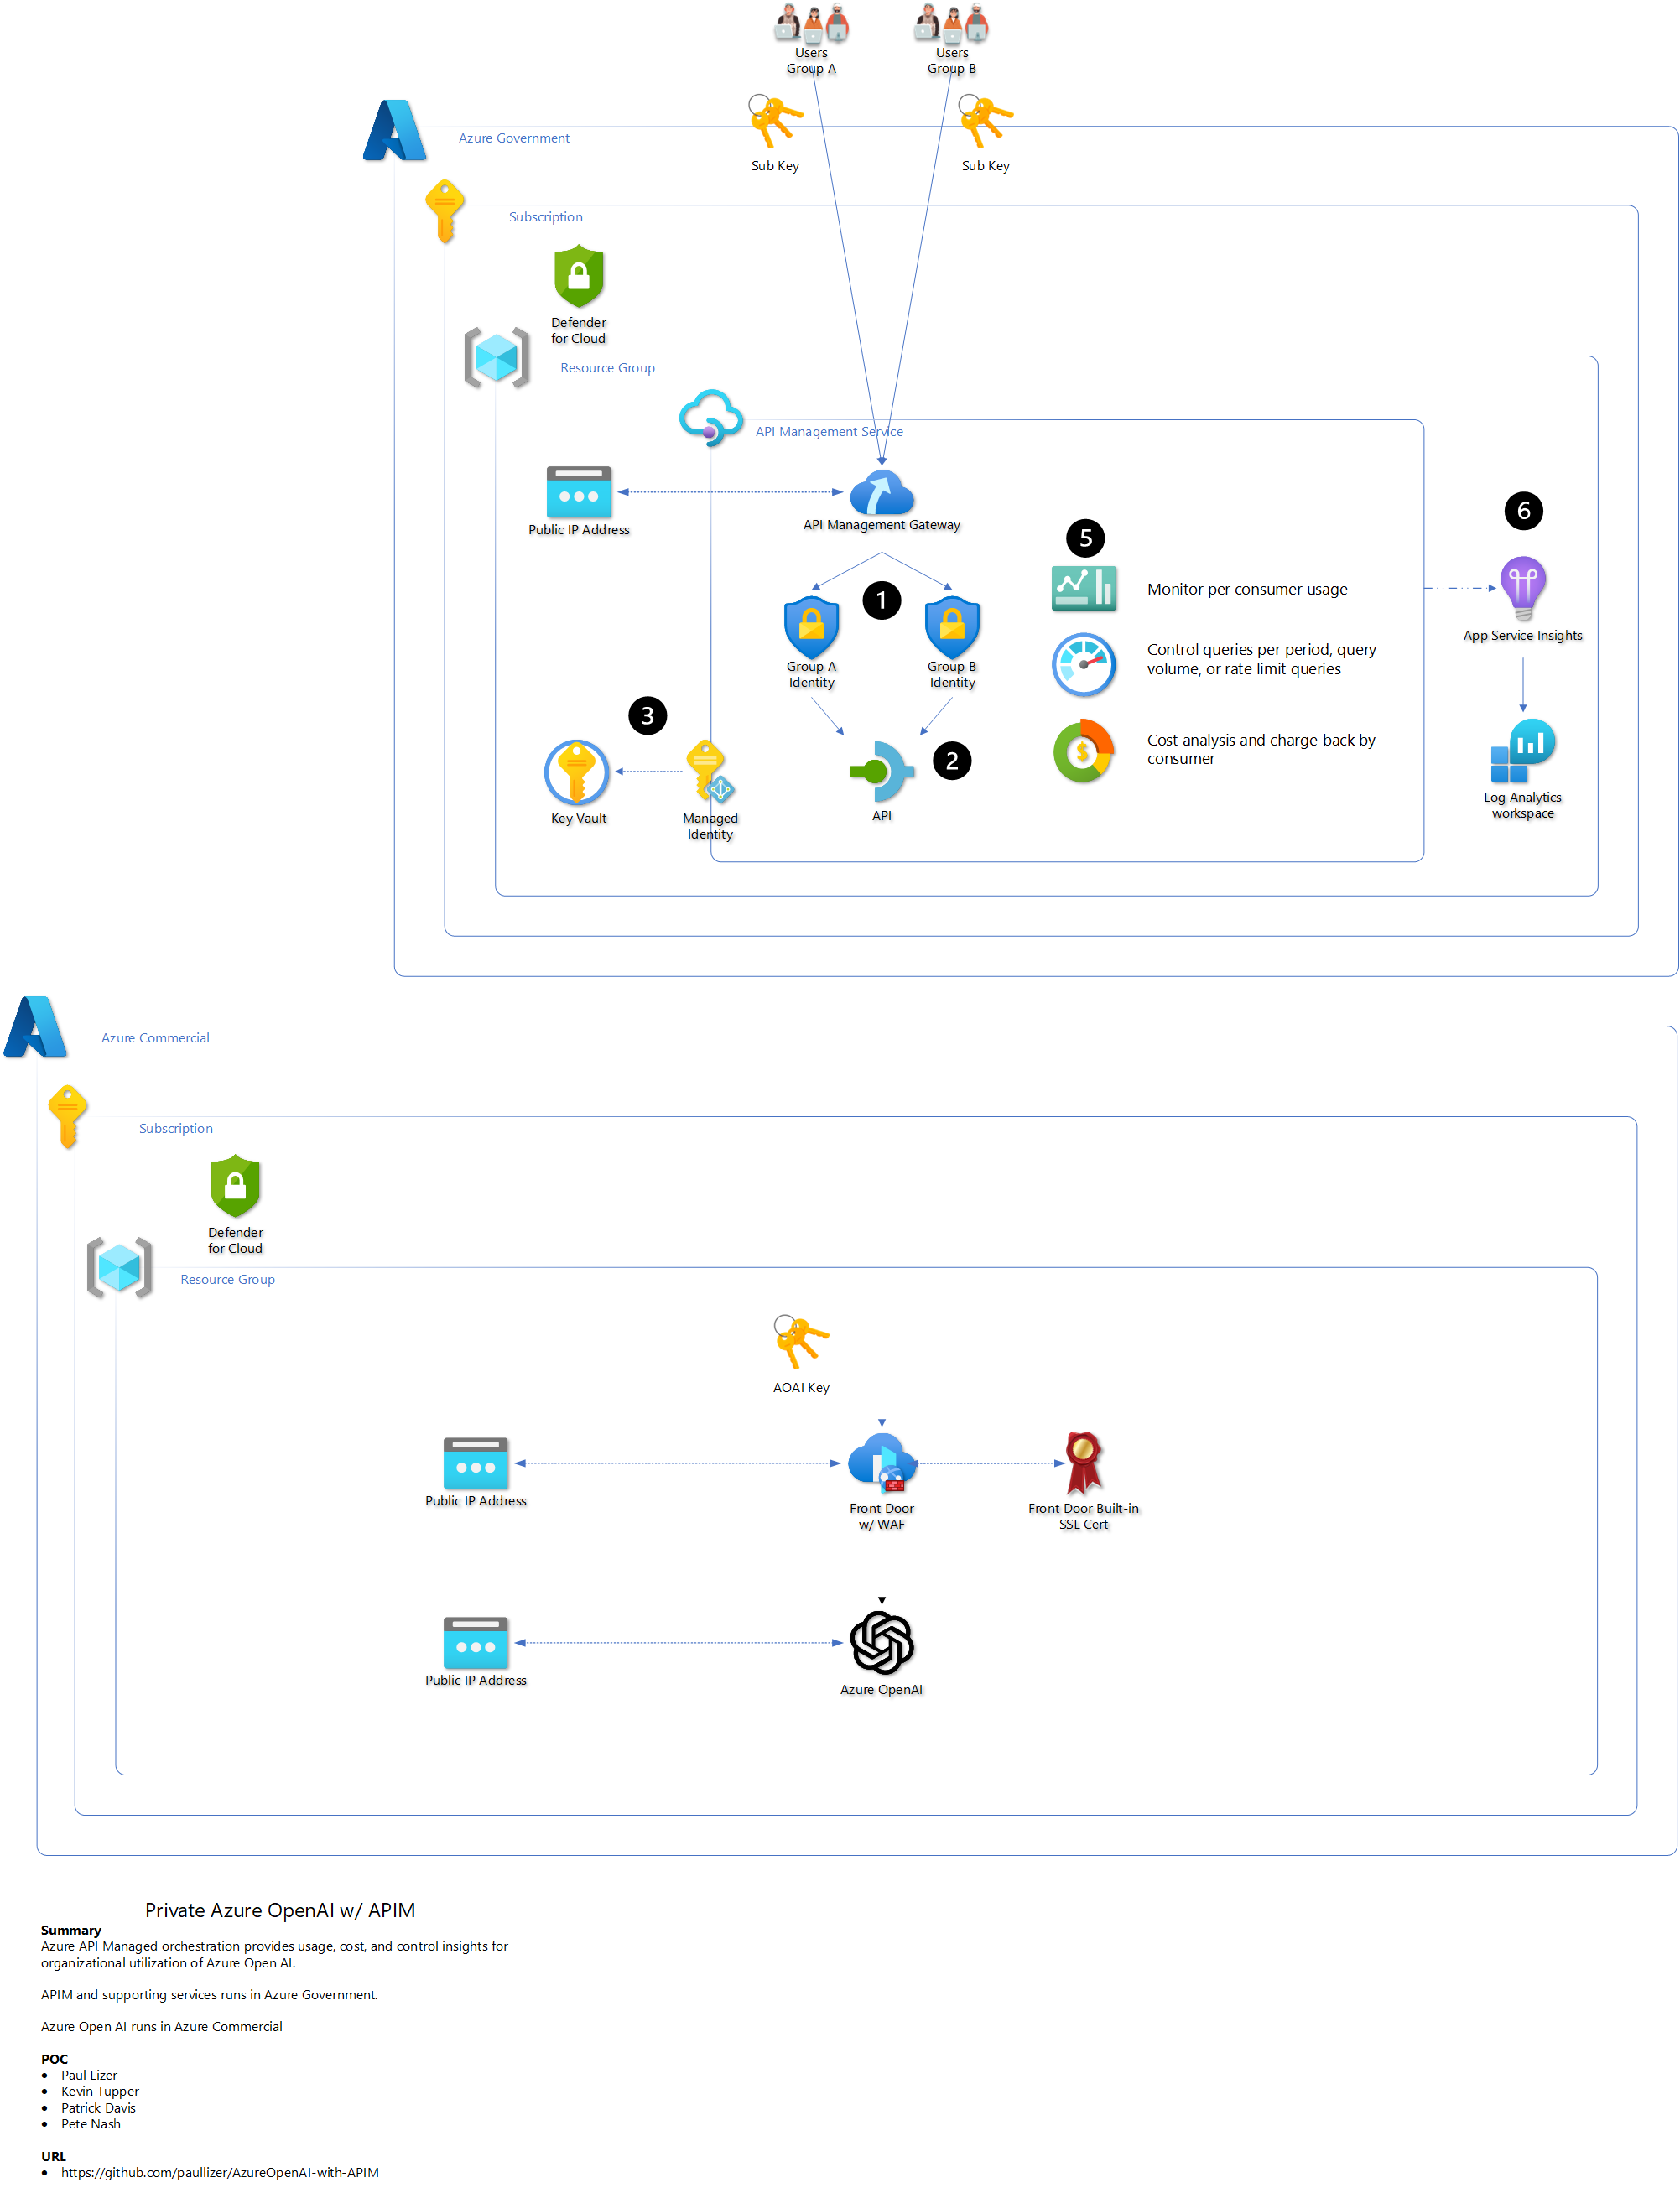 Users
Group A
Users
Group B
Sub Key
Sub Key
Azure Government
Subscription
Defender
for Cloud
Resource Group
API Management Service
Public IP Address
API Management Gateway
1
Group A
Identity
Group B
Identity
5
Monitor per consumer usage
Control queries per period, query
volume, or rate limit queries
Cost analysis and charge-back by
consumer
6
App Service Insights
Log Analytics
workspace
3
Key Vault
Managed
Identity
2
API
Azure Commercial
Subscription
Defender
for Cloud
Resource Group
AOAI Key
Public IP Address
Front Door
w/ WAF
Front Door Built-in
SSL Cert
Public IP Address
Azure OpenAI
Private Azure OpenAI w/ APIM
Summary
Azure API Managed orchestration provides usage, cost, and control insights for
organizational utilization of Azure Open AI.
APIM and supporting services runs in Azure Government.
Azure Open AI runs in Azure Commercial
POC
• Paul Lizer
• Kevin Tupper
• Patrick Davis
• Pete Nash
URL
• https://github.com/paullizer/AzureOpenAI-with-APIM